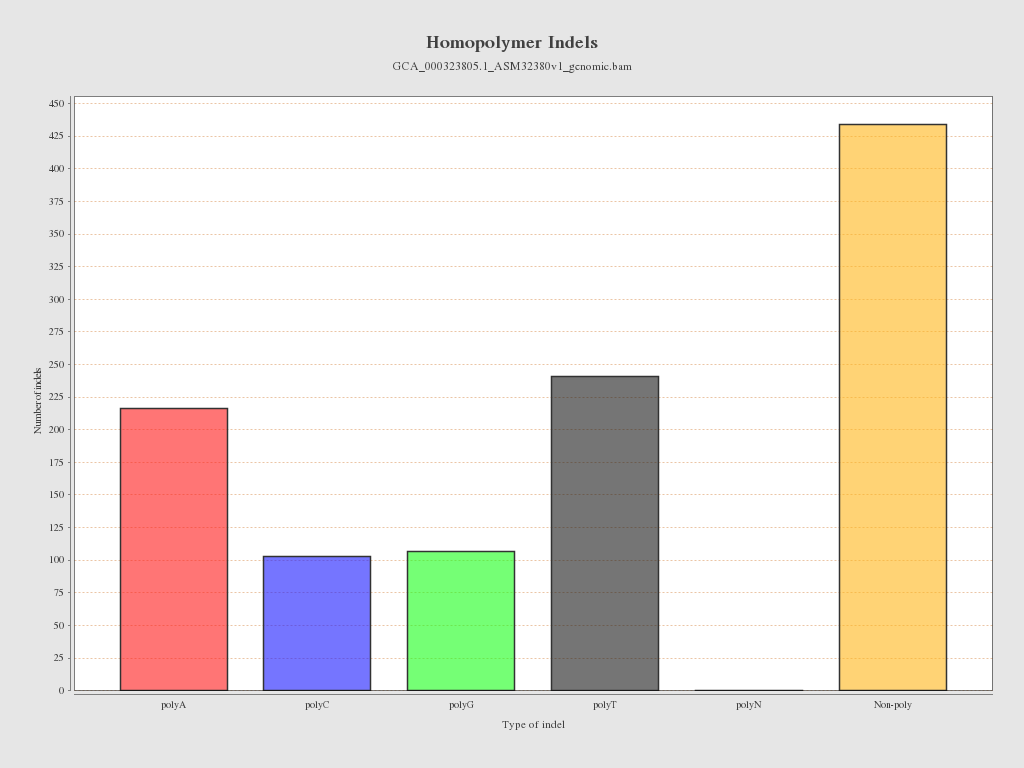 Homopolymer Indels
GCA_000323805.1_ASM32380v1_genomic.bam
450
425
400
375
350
325
300
275
250
225
200
175
150
125
100
75
50
25
0
Number of indels
polyA
polyC
polyG
polyT
polyN
Non-poly
Type of indel